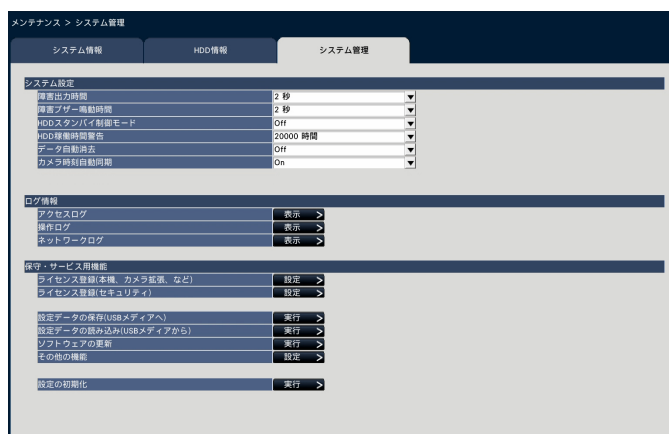 メンテナンス > システム管理
システム情報 HDD情報 システム管理
システム設定
障害出力時間 2 秒
障害ブザー鳴動時間 2 秒
HDDスタンバイ制御モード Off
HDD稼働時間警告 20000 時間
データ自動消去 Off
カメラ時刻自動同期 On
ログ情報
アクセスログ 表示 >
操作ログ 表示 >
ネットワークログ 表示 >
保守・サービス用機能
ライセンス登録(本機、カメラ拡張、など) 設定 >
ライセンス登録(セキュリティ) 設定 >
設定データの保存(USBメディアへ) 実行 >
設定データの読み込み(USBメディアから) 実行 >
ソフトウェアの更新 実行 >
その他の機能 設定 >
設定の初期化 実行 >